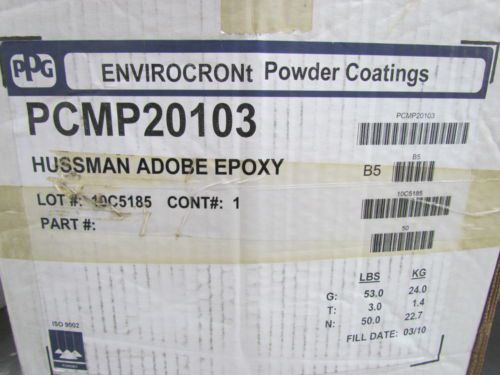 PPG
ENVIROCRONt Powder Coatings
PCMP20103
PCMP20103
HUSSMAN ADOBE EPOXY
B5
B5
LOT #: 10C5185 CONT#: 1
10C5185
PART #:
50
LBS KG
G: 53.0 24.0
T: 3.0 1.4
N: 50.0 22.7
FILL DATE: 03/10
ISO 9002